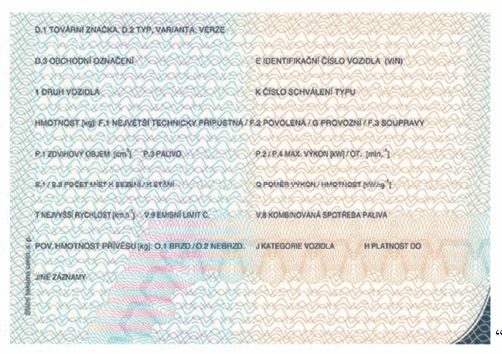 D.1 TOVÁRNÍ ZNAČKA, D.2 TYP, VARIANTA, VERZE
D.3 OBCHODNÍ OZNAČENÍ E IDENTIFIKAČNÍ ČÍSLO VOZIDLA (VIN)
1 DRUH VOZIDLA K ČÍSLO SCHVÁLENÍ TYPU
HMOTNOST [kg]: F.1 NEJVĚTŠÍ TECHNICKY PŘÍPUSTNÁ / F.2 POVOLENÁ / G PROVOZNÍ / F.3 SOUPRAVY
P.1 ZDVIHOVÝ OBJEM [cm³] P.3 PALIVO P.2 / P.4 MAX. VÝKON [kW] / OT. [min.⁻¹]
S.1 / S.2 POČET MÍST K SEZENÍ / K STÁNÍ Q POMĚR VÝKON / HMOTNOST [kW.kg⁻¹]
T NEJVYŠŠÍ RYCHLOST [km.h⁻¹] V.9 EMISNÍ LIMIT Č. V.8 KOMBINOVANÁ SPOTŘEBA PALIVA
POV. HMOTNOST PŘÍVĚSU [kg]: O.1 BRZD./O.2 NEBRZD. J KATEGORIE VOZIDLA H PLATNOST DO
JINÉ ZÁZNAMY
“